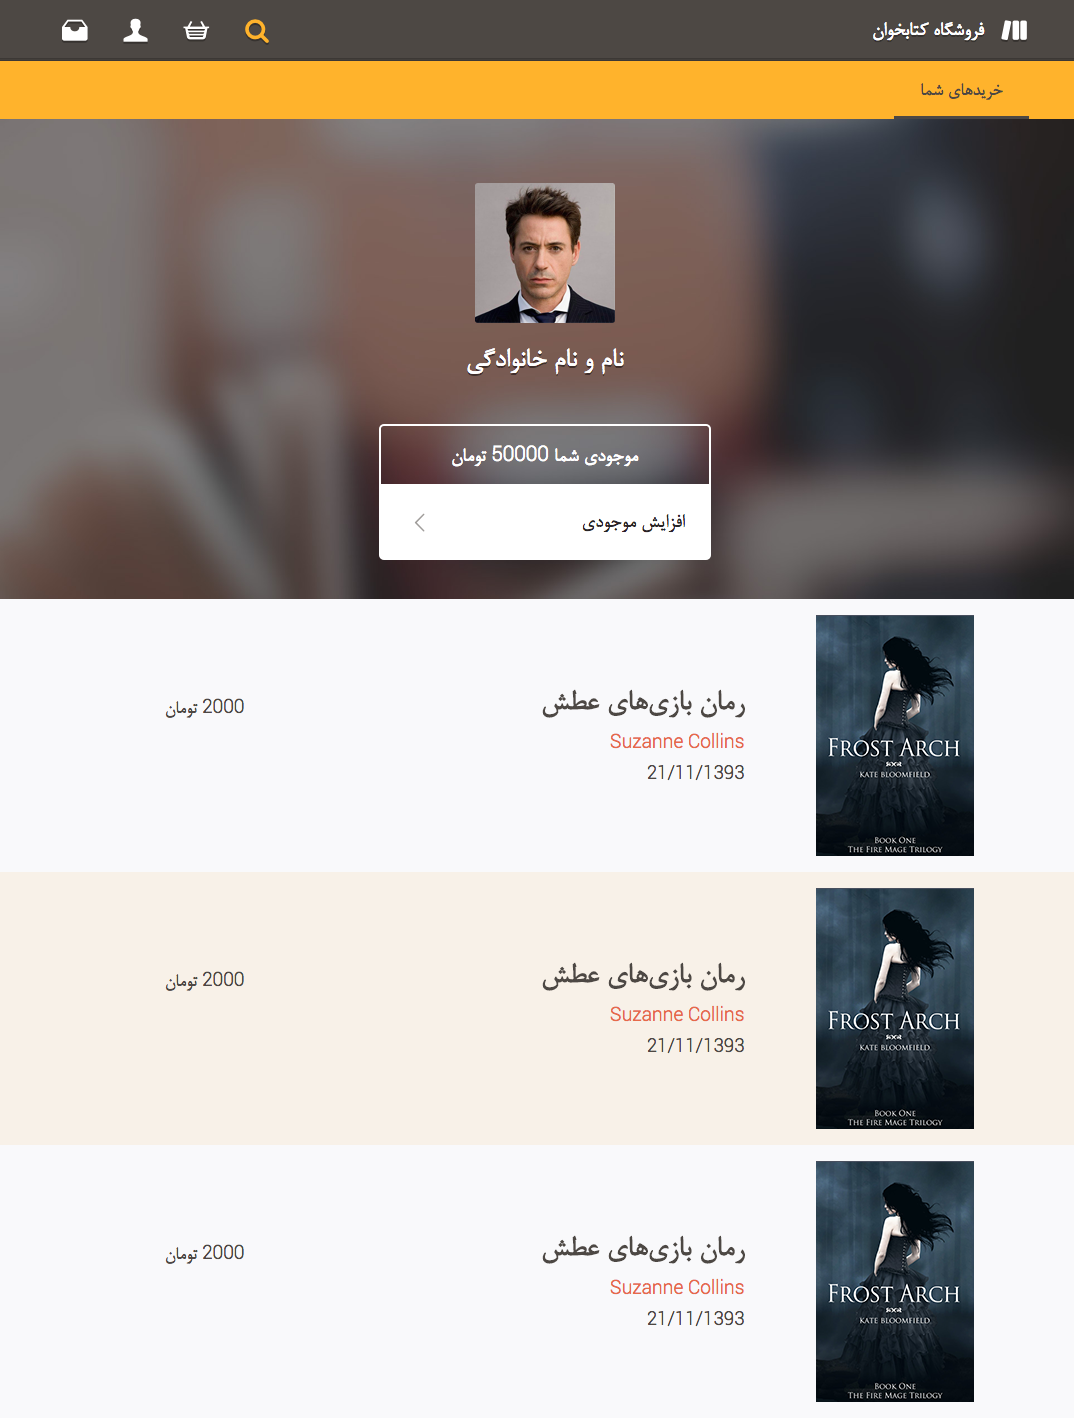 فروشگاه کتابخوان
خریدهای شما
نام و نام خانوادگی
موجودی شما 50000 تومان
افزایش موجودی
FROST ARCH
KATE BLOOMFIELD
BOOK ONE
THE FIRE MAGE TRILOGY
رمان بازی‌های عطش
Suzanne Collins
21/11/1393
2000 تومان
FROST ARCH
KATE BLOOMFIELD
BOOK ONE
THE FIRE MAGE TRILOGY
رمان بازی‌های عطش
Suzanne Collins
21/11/1393
2000 تومان
FROST ARCH
KATE BLOOMFIELD
BOOK ONE
THE FIRE MAGE TRILOGY
رمان بازی‌های عطش
Suzanne Collins
21/11/1393
2000 تومان